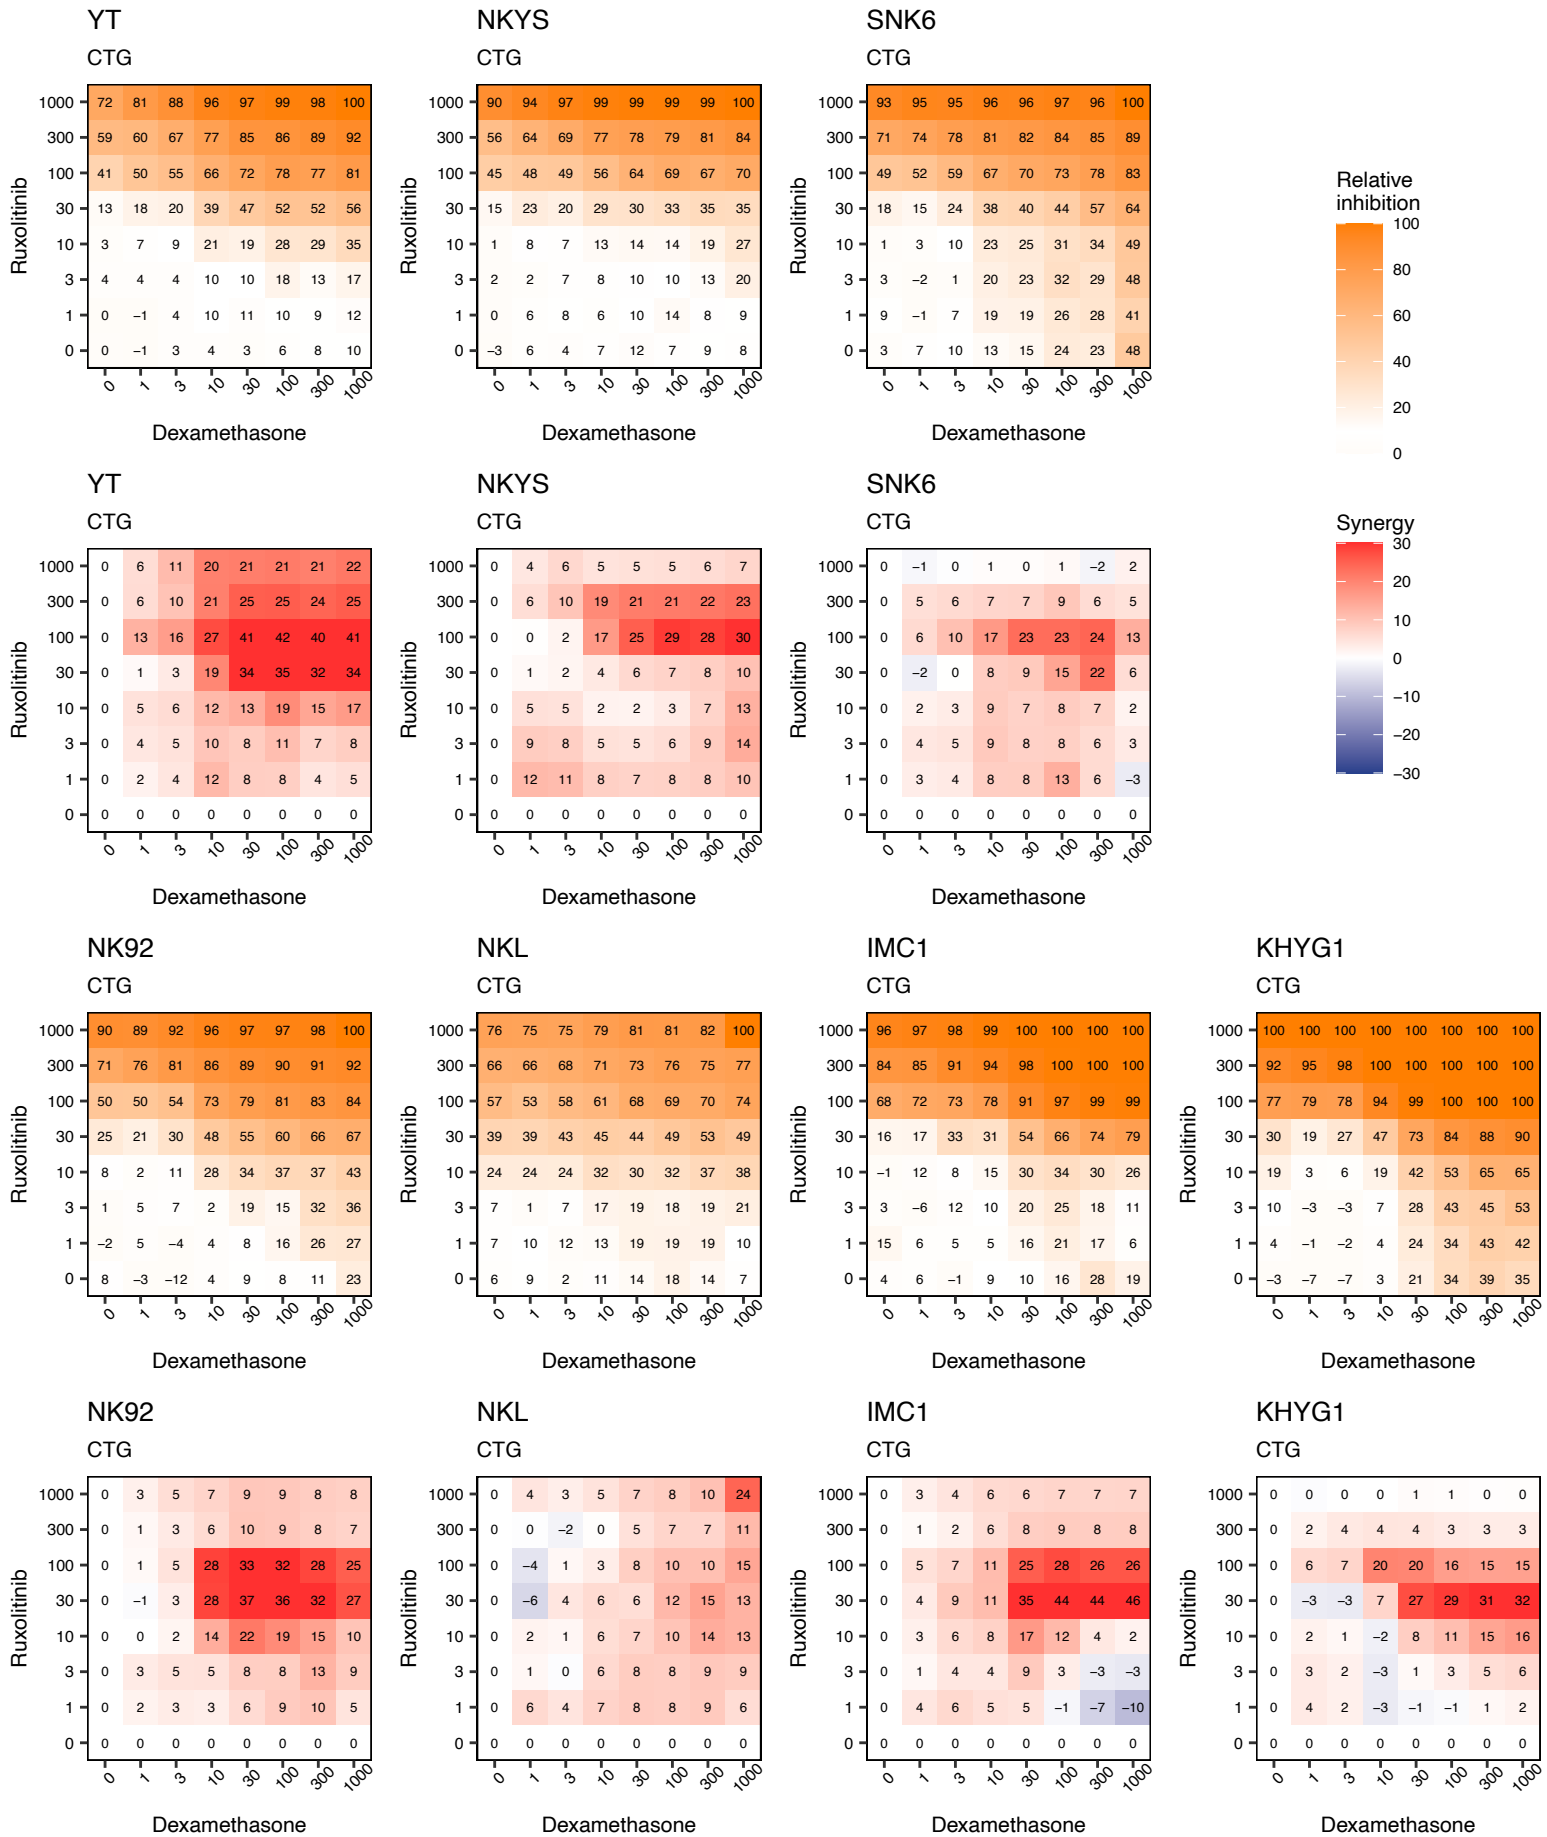 YT NKYS SNK6
CTG CTG CTG
1000 72 81 88 96 97 99 98 100 1000 90 94 97 99 99 99 99 100 1000 93 95 95 96 96 97 96 100
300 59 60 67 77 85 86 89 92 300 56 64 69 77 78 79 81 84 300 71 74 78 81 82 84 85 89
100 41 50 55 66 72 78 77 81 100 45 48 49 56 64 69 67 70 100 49 52 59 67 70 73 78 83
30 13 18 20 39 47 52 52 56 30 15 23 20 29 30 33 35 35 30 18 15 24 38 40 44 57 64
10 3 7 9 21 19 28 29 35 10 1 8 7 13 14 14 19 27 10 1 3 10 23 25 31 34 49
3 4 4 4 10 10 18 13 17 3 2 2 7 8 10 10 13 20 3 3 −2 1 20 23 32 29 48
1 0 −1 4 10 11 10 9 12 1 0 6 8 6 10 14 8 9 1 9 −1 7 19 19 26 28 41
0 0 −1 3 4 3 6 8 10 0 −3 6 4 7 12 7 9 8 0 3 7 10 13 15 24 23 48
0 1 3 10 30 100 300 1000 0 1 3 10 30 100 300 1000 0 1 3 10 30 100 300 1000
Ruxolitinib Ruxolitinib Ruxolitinib
Dexamethasone Dexamethasone Dexamethasone
Relative
inhibition
100
80
60
40
20
0
YT NKYS SNK6
CTG CTG CTG
1000 0 6 11 20 21 21 21 22 1000 0 4 6 5 5 5 6 7 1000 0 −1 0 1 0 1 −2 2
300 0 6 10 21 25 25 24 25 300 0 6 10 19 21 21 22 23 300 0 5 6 7 7 9 6 5
100 0 13 16 27 41 42 40 41 100 0 0 2 17 25 29 28 30 100 0 6 10 17 23 23 24 13
30 0 1 3 19 34 35 32 34 30 0 1 2 4 6 7 8 10 30 0 −2 0 8 9 15 22 6
10 0 5 6 12 13 19 15 17 10 0 5 5 2 2 3 7 13 10 0 2 3 9 7 8 7 2
3 0 4 5 10 8 11 7 8 3 0 9 8 5 5 6 9 14 3 0 4 5 9 8 8 6 3
1 0 2 4 12 8 8 4 5 1 0 12 11 8 7 8 8 10 1 0 3 4 8 8 13 6 −3
0 0 0 0 0 0 0 0 0 0 0 0 0 0 0 0 0 0 0 0 0 0 0 0 0 0 0
0 1 3 10 30 100 300 1000 0 1 3 10 30 100 300 1000 0 1 3 10 30 100 300 1000
Ruxolitinib Ruxolitinib Ruxolitinib
Dexamethasone Dexamethasone Dexamethasone
Synergy
30
20
10
0
−10
−20
−30
NK92 NKL IMC1 KHYG1
CTG CTG CTG CTG
1000 90 89 92 96 97 97 98 100 1000 76 75 75 79 81 81 82 100 1000 96 97 98 99 100 100 100 100 1000 100 100 100 100 100 100 100 100
300 71 76 81 86 89 90 91 92 300 66 66 68 71 73 76 75 77 300 84 85 91 94 98 100 100 100 300 92 95 98 100 100 100 100 100
100 50 50 54 73 79 81 83 84 100 57 53 58 61 68 69 70 74 100 68 72 73 78 91 97 99 99 100 77 79 78 94 99 100 100 100
30 25 21 30 48 55 60 66 67 30 39 39 43 45 44 49 53 49 30 16 17 33 31 54 66 74 79 30 30 19 27 47 73 84 88 90
10 8 2 11 28 34 37 37 43 10 24 24 24 32 30 32 37 38 10 −1 12 8 15 30 34 30 26 10 19 3 6 19 42 53 65 65
3 1 5 7 2 19 15 32 36 3 7 1 7 17 19 18 19 21 3 3 −6 12 10 20 25 18 11 3 10 −3 −3 7 28 43 45 53
1 −2 5 −4 4 8 16 26 27 1 7 10 12 13 19 19 19 10 1 15 6 5 5 16 21 17 6 1 4 −1 −2 4 24 34 43 42
0 8 −3 −12 4 9 8 11 23 0 6 9 2 11 14 18 14 7 0 4 6 −1 9 10 16 28 19 0 −3 −7 −7 3 21 34 39 35
0 1 3 10 30 100 300 1000 0 1 3 10 30 100 300 1000 0 1 3 10 30 100 300 1000 0 1 3 10 30 100 300 1000
Ruxolitinib Ruxolitinib Ruxolitinib Ruxolitinib
Dexamethasone Dexamethasone Dexamethasone Dexamethasone
NK92 NKL IMC1 KHYG1
CTG CTG CTG CTG
1000 0 3 5 7 9 9 8 8 1000 0 4 3 5 7 8 10 24 1000 0 3 4 6 6 7 7 7 1000 0 0 0 0 1 1 0 0
300 0 1 3 6 10 9 8 7 300 0 0 −2 0 5 7 7 11 300 0 1 2 6 8 9 8 8 300 0 2 4 4 4 3 3 3
100 0 1 5 28 33 32 28 25 100 0 −4 1 3 8 10 10 15 100 0 5 7 11 25 28 26 26 100 0 6 7 20 20 16 15 15
30 0 −1 3 28 37 36 32 27 30 0 −6 4 6 6 12 15 13 30 0 4 9 11 35 44 44 46 30 0 −3 −3 7 27 29 31 32
10 0 0 2 14 22 19 15 10 10 0 2 1 6 7 10 14 13 10 0 3 6 8 17 12 4 2 10 0 2 1 −2 8 11 15 16
3 0 3 5 5 8 8 13 9 3 0 1 0 6 8 8 9 9 3 0 1 4 4 9 3 −3 −3 3 0 3 2 −3 1 3 5 6
1 0 2 3 3 6 9 10 5 1 0 6 4 7 8 8 9 6 1 0 4 6 5 5 −1 −7 −10 1 0 4 2 −3 −1 −1 1 2
0 0 0 0 0 0 0 0 0 0 0 0 0 0 0 0 0 0 0 0 0 0 0 0 0 0 0 0 0 0 0 0 0 0 0 0
0 1 3 10 30 100 300 1000 0 1 3 10 30 100 300 1000 0 1 3 10 30 100 300 1000 0 1 3 10 30 100 300 1000
Ruxolitinib Ruxolitinib Ruxolitinib Ruxolitinib
Dexamethasone Dexamethasone Dexamethasone Dexamethasone